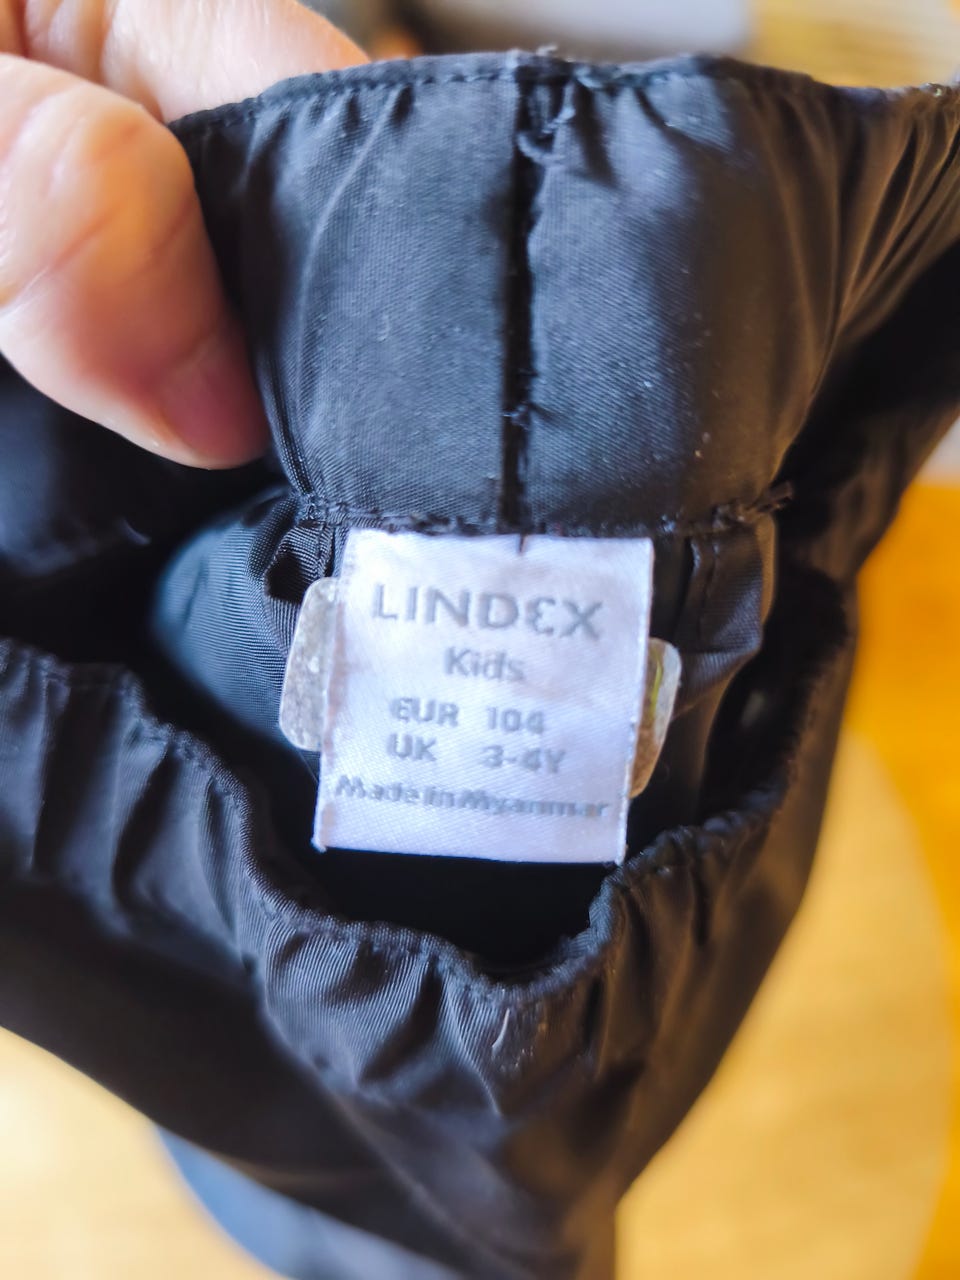 LINDEX
Kids
EUR 104
UK 3-4Y
Made in Myanmar